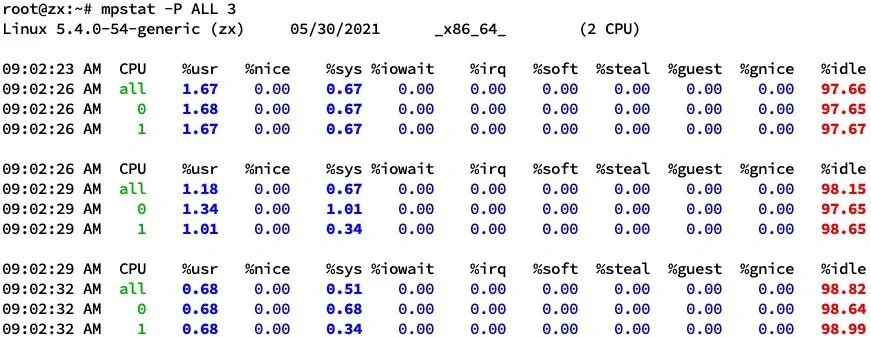 root@zx:~# mpstat -P ALL 3
Linux 5.4.0-54-generic (zx) 05/30/2021 _x86_64_ (2 CPU)
09:02:23 AM CPU %usr %nice %sys %iowait %irq %soft %steal %guest %gnice %idle
09:02:26 AM all 1.67 0.00 0.67 0.00 0.00 0.00 0.00 0.00 0.00 97.66
09:02:26 AM 0 1.68 0.00 0.67 0.00 0.00 0.00 0.00 0.00 0.00 97.65
09:02:26 AM 1 1.67 0.00 0.67 0.00 0.00 0.00 0.00 0.00 0.00 97.67
09:02:26 AM CPU %usr %nice %sys %iowait %irq %soft %steal %guest %gnice %idle
09:02:29 AM all 1.18 0.00 0.67 0.00 0.00 0.00 0.00 0.00 0.00 98.15
09:02:29 AM 0 1.34 0.00 1.01 0.00 0.00 0.00 0.00 0.00 0.00 97.65
09:02:29 AM 1 1.01 0.00 0.34 0.00 0.00 0.00 0.00 0.00 0.00 98.65
09:02:29 AM CPU %usr %nice %sys %iowait %irq %soft %steal %guest %gnice %idle
09:02:32 AM all 0.68 0.00 0.51 0.00 0.00 0.00 0.00 0.00 0.00 98.82
09:02:32 AM 0 0.68 0.00 0.68 0.00 0.00 0.00 0.00 0.00 0.00 98.64
09:02:32 AM 1 0.68 0.00 0.34 0.00 0.00 0.00 0.00 0.00 0.00 98.99